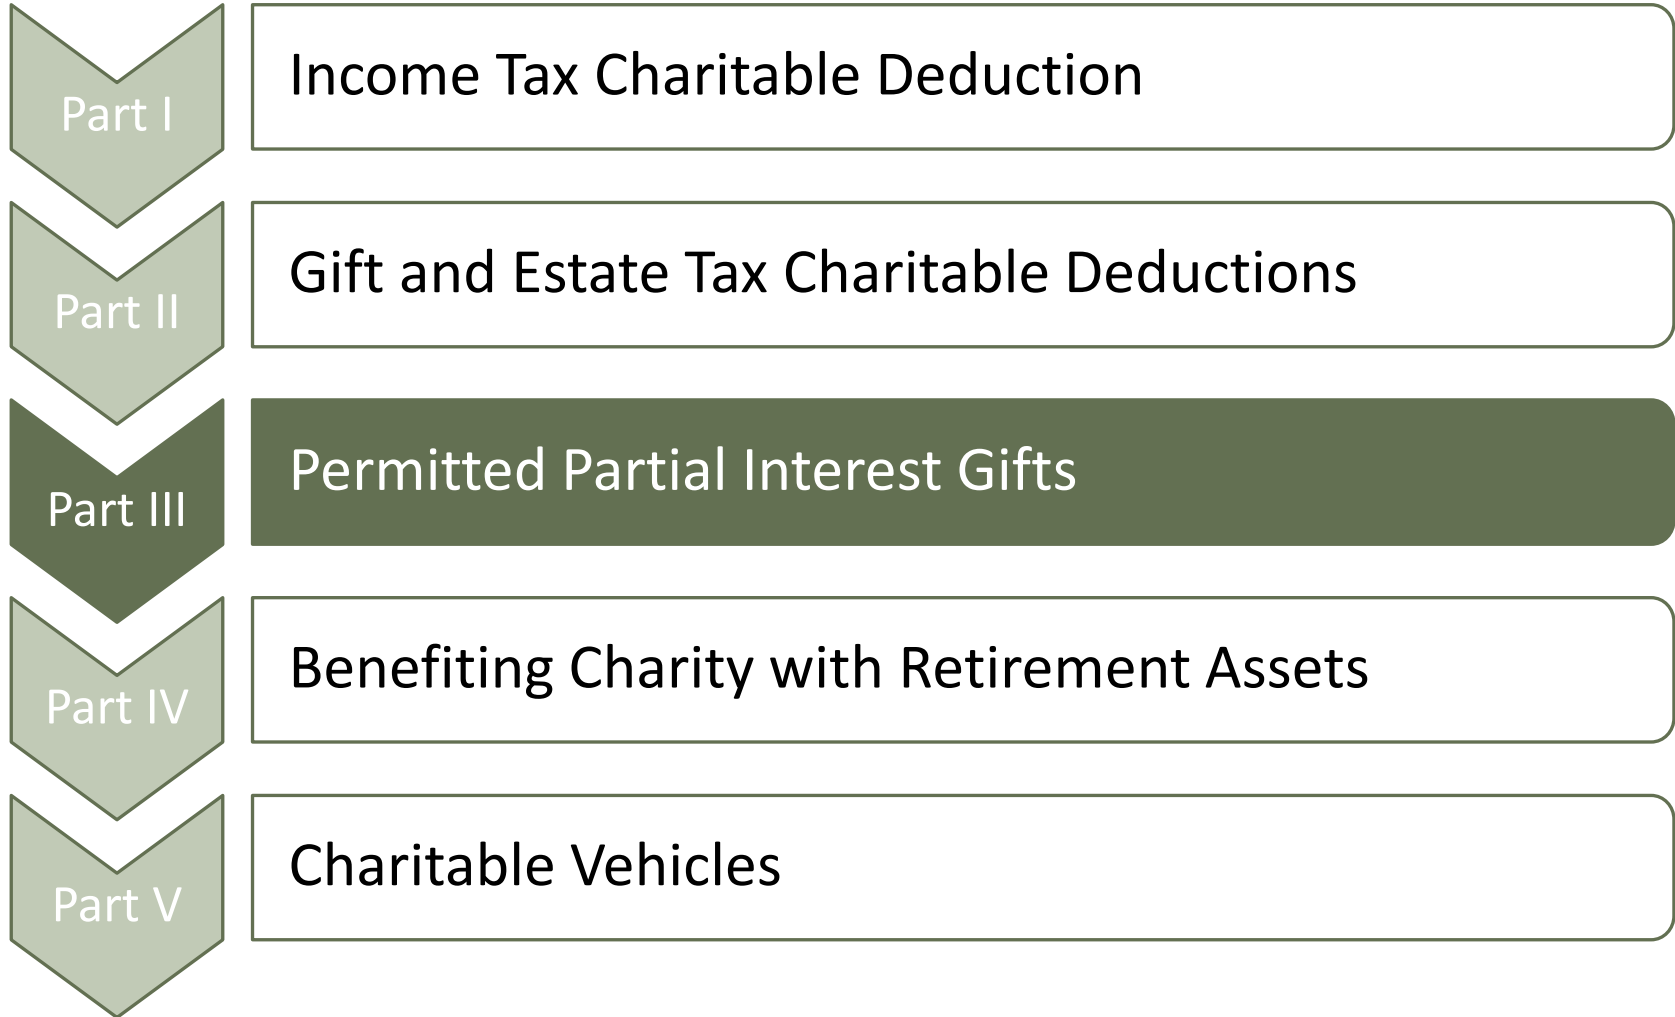 Part I
Income Tax Charitable Deduction
Part II
Gift and Estate Tax Charitable Deductions
Part III
Permitted Partial Interest Gifts
Part IV
Benefiting Charity with Retirement Assets
Part V
Charitable Vehicles